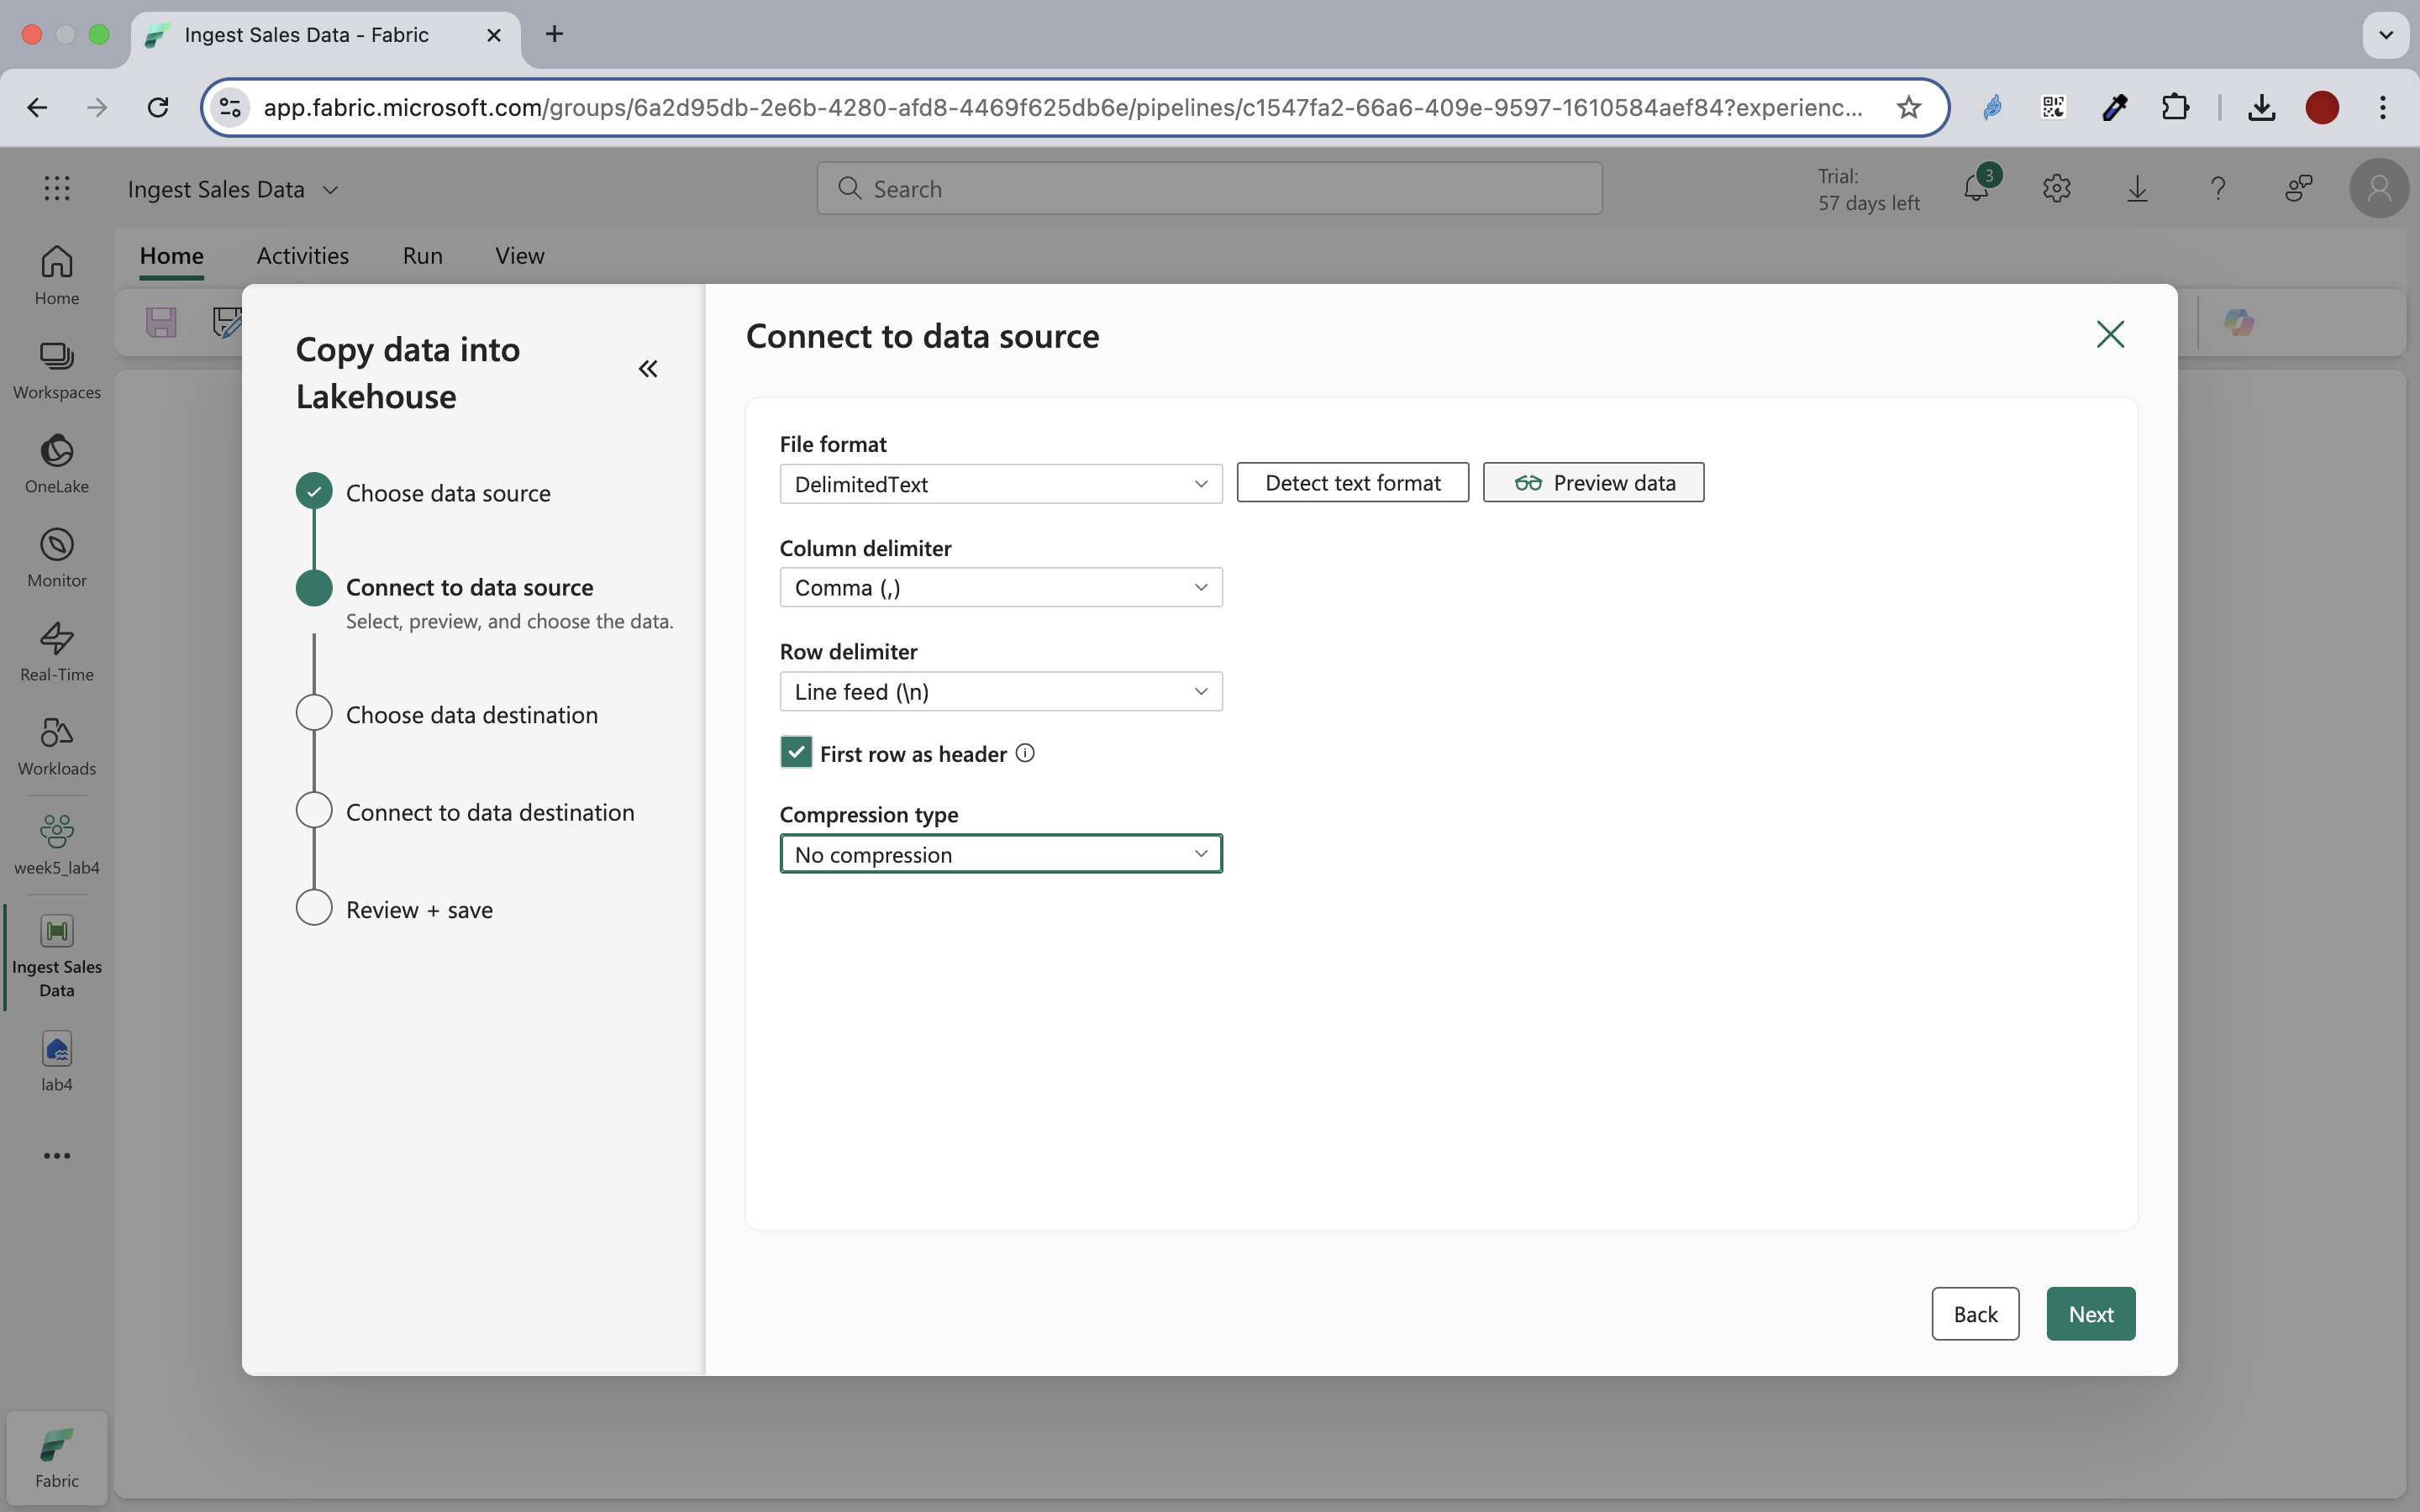 Ingest Sales Data - Fabric
app.fabric.microsoft.com/groups/6a2d95db-2e6b-4280-afd8-4469f625db6e/pipelines/c1547fa2-66a6-409e-9597-1610584aef84?experienc...
Ingest Sales Data
Search
Trial:
57 days left
3
Home
Activities
Run
View
Home
Workspaces
OneLake
Monitor
Real-Time
Workloads
week5_lab4
Ingest Sales
Data
lab4
Fabric
Copy data into
Lakehouse
Choose data source
Connect to data source
Select, preview, and choose the data.
Choose data destination
Connect to data destination
Review + save
Connect to data source
File format
DelimitedText
Detect text format
Preview data
Column delimiter
Comma (,)
Row delimiter
Line feed (\n)
First row as header
Compression type
No compression
Back
Next